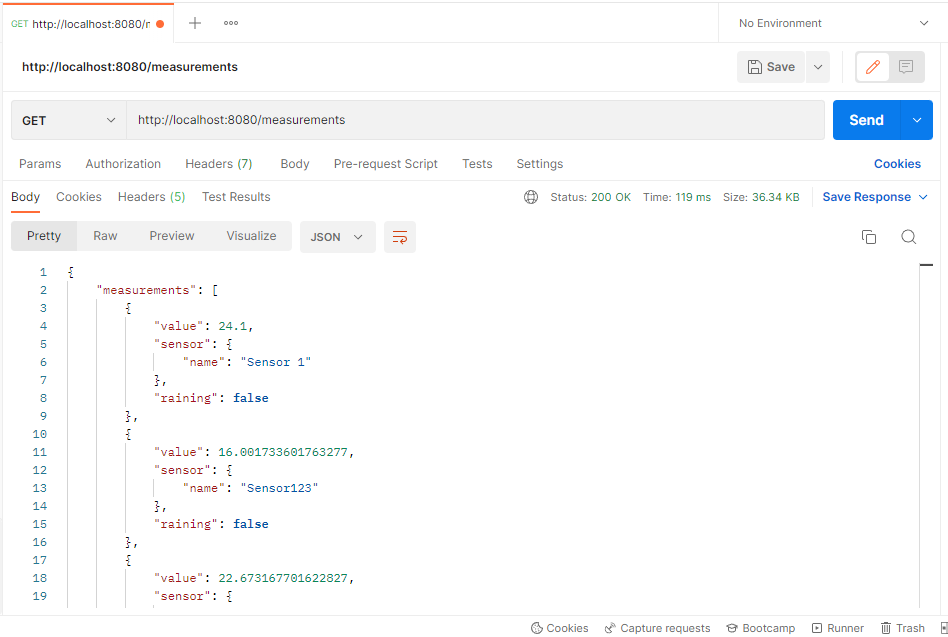 GET http://localhost:8080/r
No Environment
http://localhost:8080/measurements
Save
GET
http://localhost:8080/measurements
Send
Params Authorization Headers (7) Body Pre-request Script Tests Settings Cookies
Body Cookies Headers (5) Test Results Status: 200 OK Time: 119 ms Size: 36.34 KB Save Response
Pretty Raw Preview Visualize JSON
1 {
2 "measurements": [
3 {
4 "value": 24.1,
5 "sensor": {
6 "name": "Sensor 1"
7 },
8 "raining": false
9 },
10 {
11 "value": 16.001733601763277,
12 "sensor": {
13 "name": "Sensor123"
14 },
15 "raining": false
16 },
17 {
18 "value": 22.673167701622827,
19 "sensor": {
Cookies Capture requests Bootcamp Runner Trash